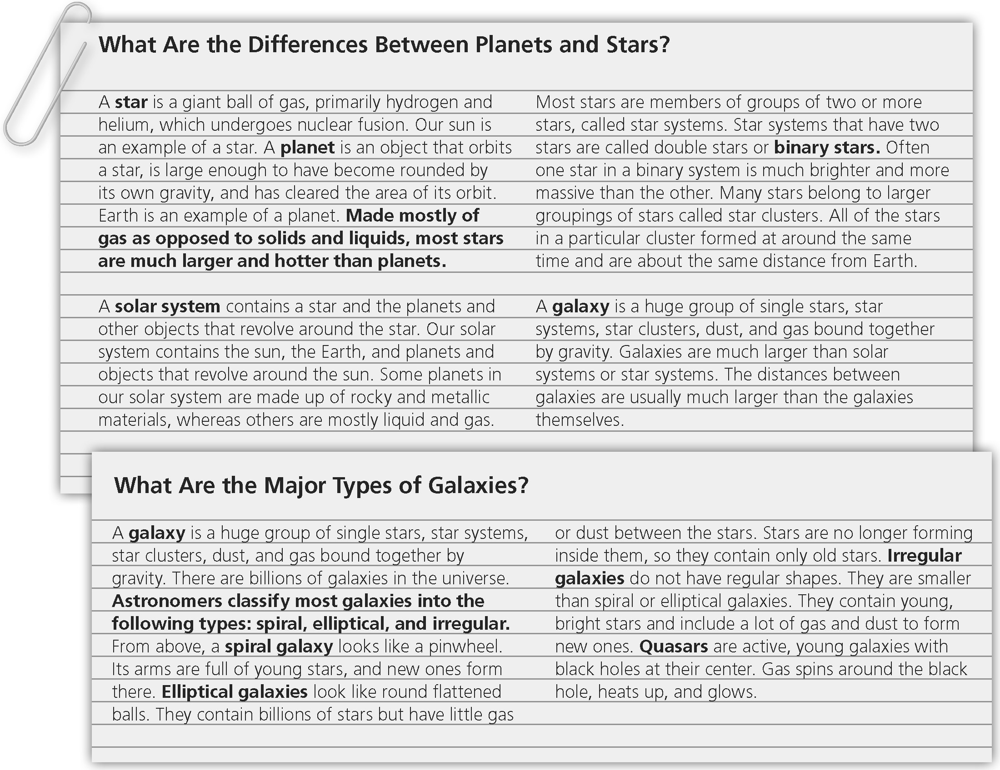 What Are the Differences Between Planets and Stars?
A star is a giant ball of gas, primarily hydrogen and
helium, which undergoes nuclear fusion. Our sun is
an example of a star. A planet is an object that orbits
a star, is large enough to have become rounded by
its own gravity, and has cleared the area of its orbit.
Earth is an example of a planet. Made mostly of
gas as opposed to solids and liquids, most stars
are much larger and hotter than planets.
A solar system contains a star and the planets and
other objects that revolve around the star. Our solar
system contains the sun, the Earth, and planets and
objects that revolve around the sun. Some planets in
our solar system are made up of rocky and metallic
materials, whereas others are mostly liquid and gas.
Most stars are members of groups of two or more
stars, called star systems. Star systems that have two
stars are called double stars or binary stars. Often
one star in a binary system is much brighter and more
massive than the other. Many stars belong to larger
groupings of stars called star clusters. All of the stars
in a particular cluster formed at around the same
time and are about the same distance from Earth.
A galaxy is a huge group of single stars, star
systems, star clusters, dust, and gas bound together
by gravity. Galaxies are much larger than solar
systems or star systems. The distances between
galaxies are usually much larger than the galaxies
themselves.
What Are the Major Types of Galaxies?
A galaxy is a huge group of single stars, star systems,
star clusters, dust, and gas bound together by
gravity. There are billions of galaxies in the universe.
Astronomers classify most galaxies into the
following types: spiral, elliptical, and irregular.
From above, a spiral galaxy looks like a pinwheel.
Its arms are full of young stars, and new ones form
there. Elliptical galaxies look like round flattened
balls. They contain billions of stars but have little gas
or dust between the stars. Stars are no longer forming
inside them, so they contain only old stars. Irregular
galaxies do not have regular shapes. They are smaller
than spiral or elliptical galaxies. They contain young,
bright stars and include a lot of gas and dust to form
new ones. Quasars are active, young galaxies with
black holes at their center. Gas spins around the black
hole, heats up, and glows.